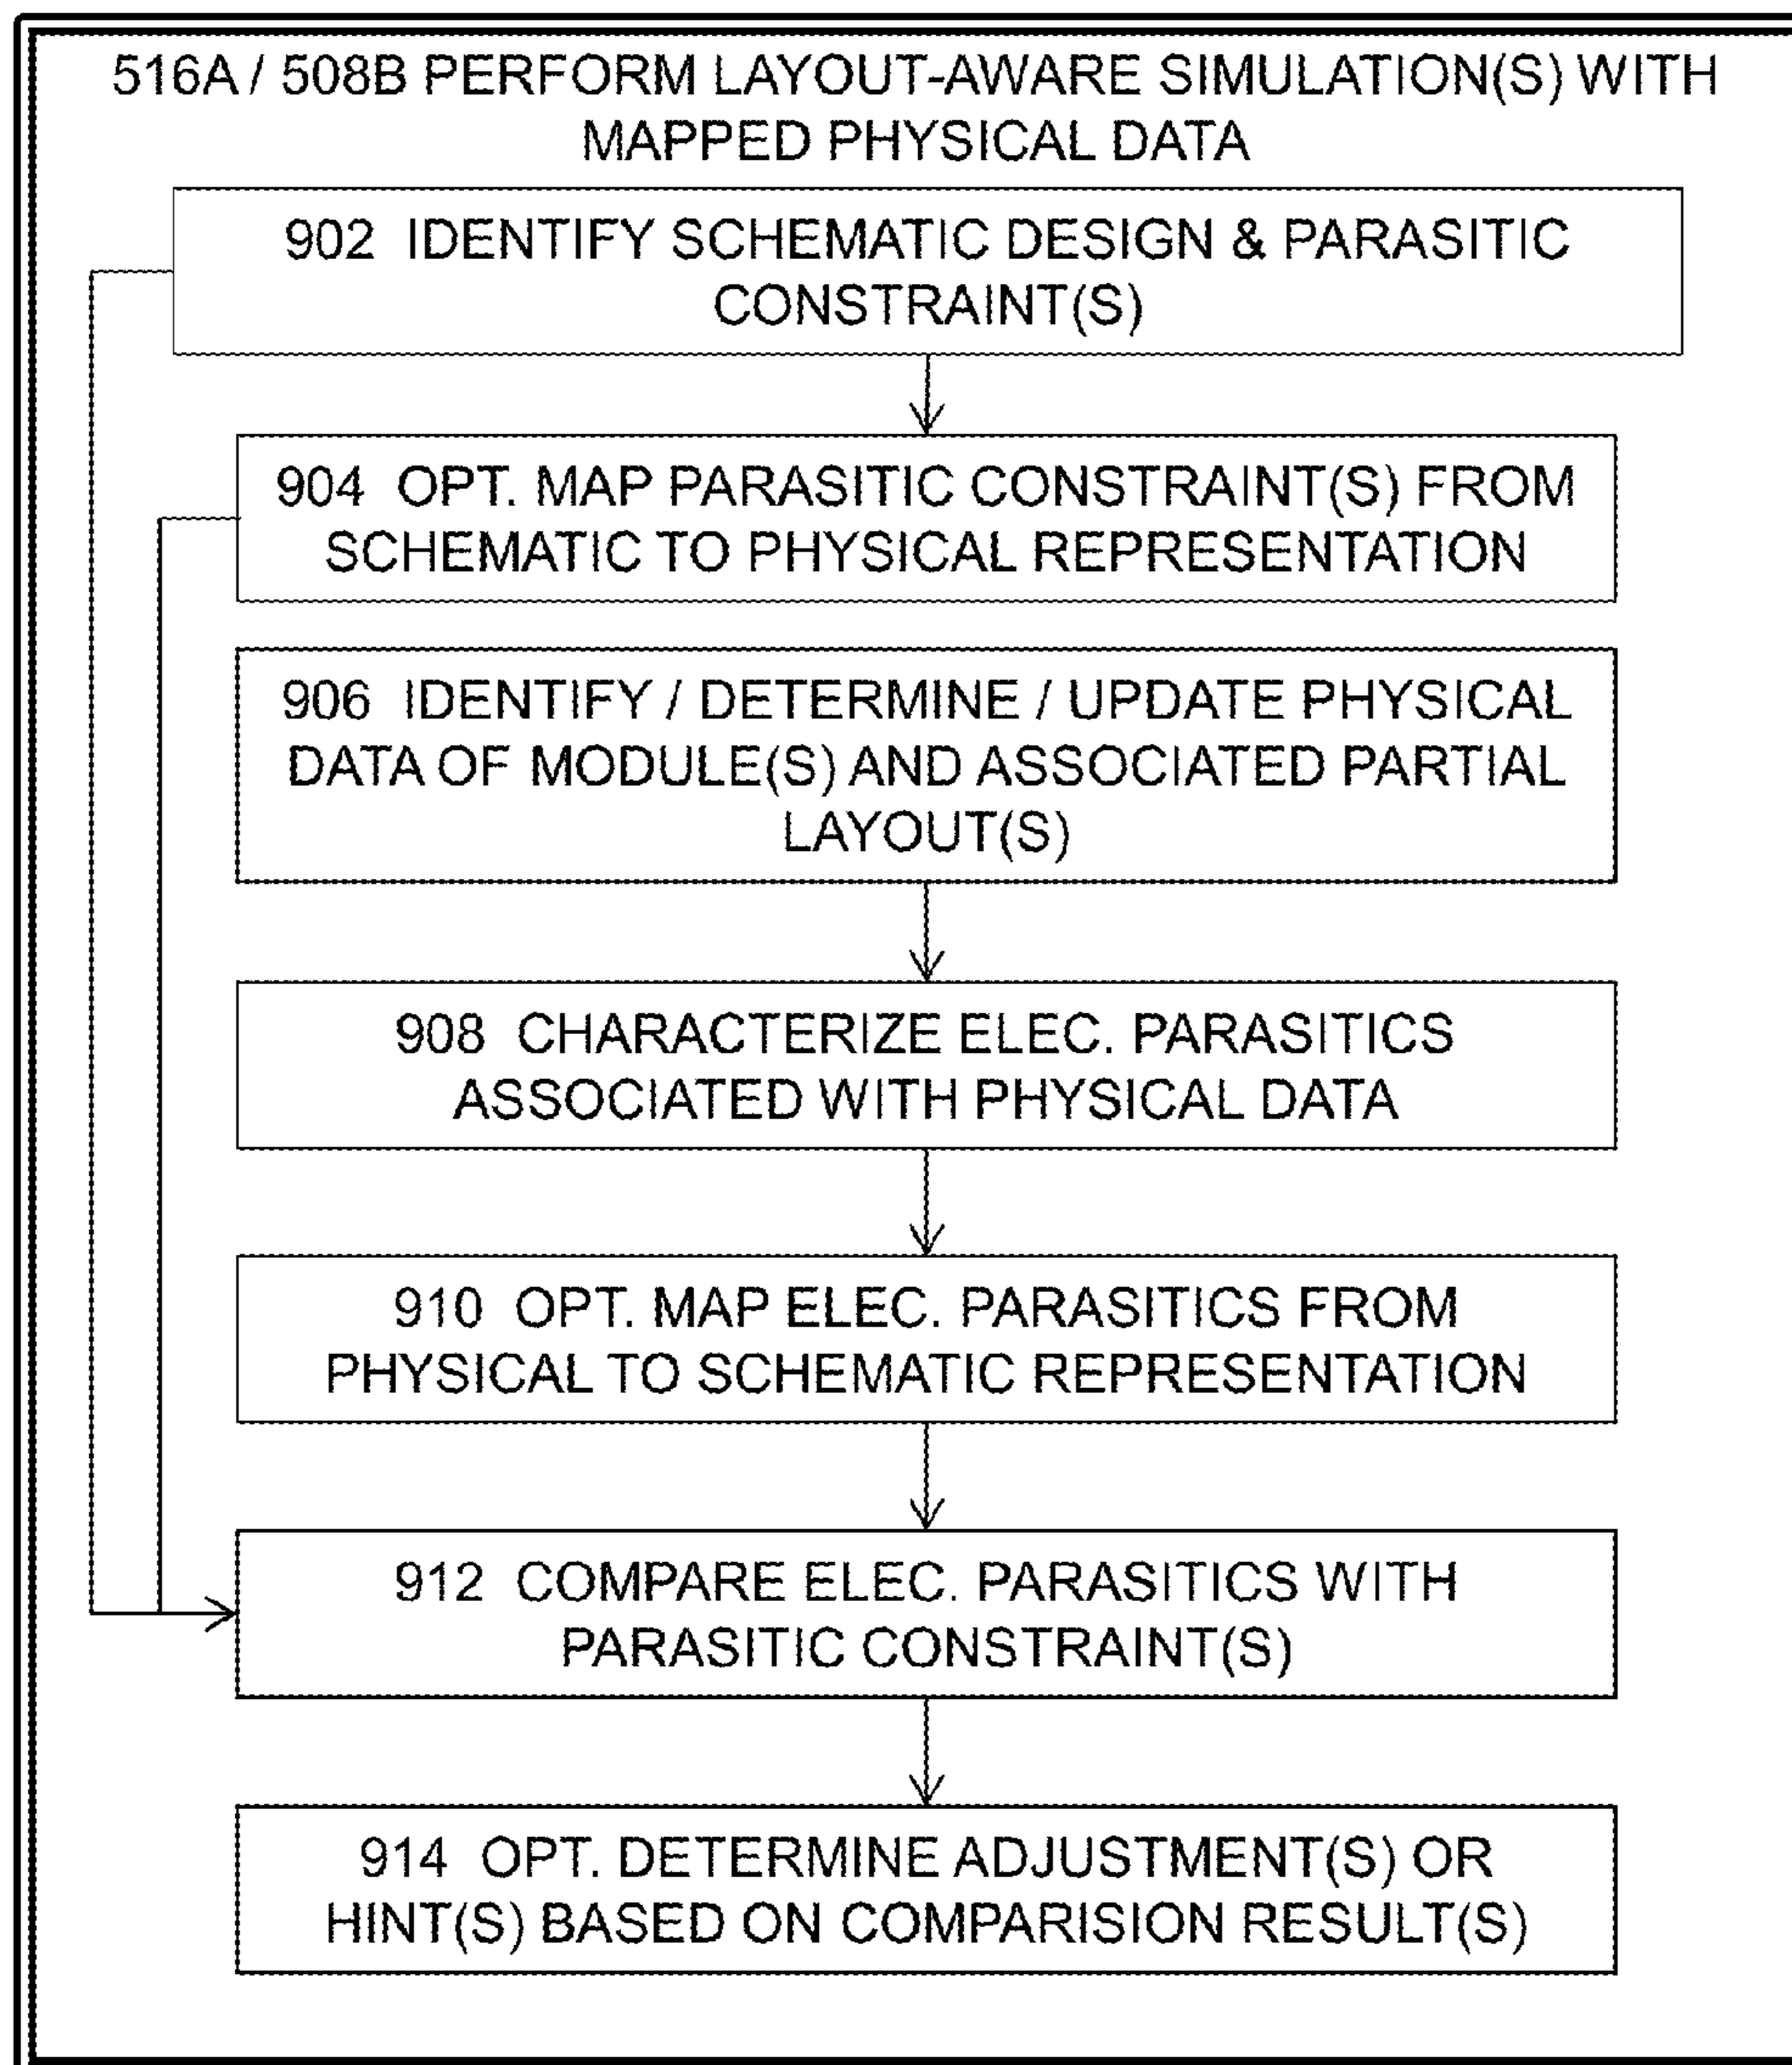 516A / 508B PERFORM LAYOUT-AWARE SIMULATION(S) WITH
MAPPED PHYSICAL DATA
902 IDENTIFY SCHEMATIC DESIGN & PARASITIC
CONSTRAINT(S)
904 OPT. MAP PARASITIC CONSTRAINT(S) FROM
SCHEMATIC TO PHYSICAL REPRESENTATION
906 IDENTIFY / DETERMINE / UPDATE PHYSICAL
DATA OF MODULE(S) AND ASSOCIATED PARTIAL
LAYOUT(S)
908 CHARACTERIZE ELEC. PARASITICS
ASSOCIATED WITH PHYSICAL DATA
910 OPT. MAP ELEC. PARASITICS FROM
PHYSICAL TO SCHEMATIC REPRESENTATION
912 COMPARE ELEC. PARASITICS WITH
PARASITIC CONSTRAINT(S)
914 OPT. DETERMINE ADJUSTMENT(S) OR
HINT(S) BASED ON COMPARISION RESULT(S)